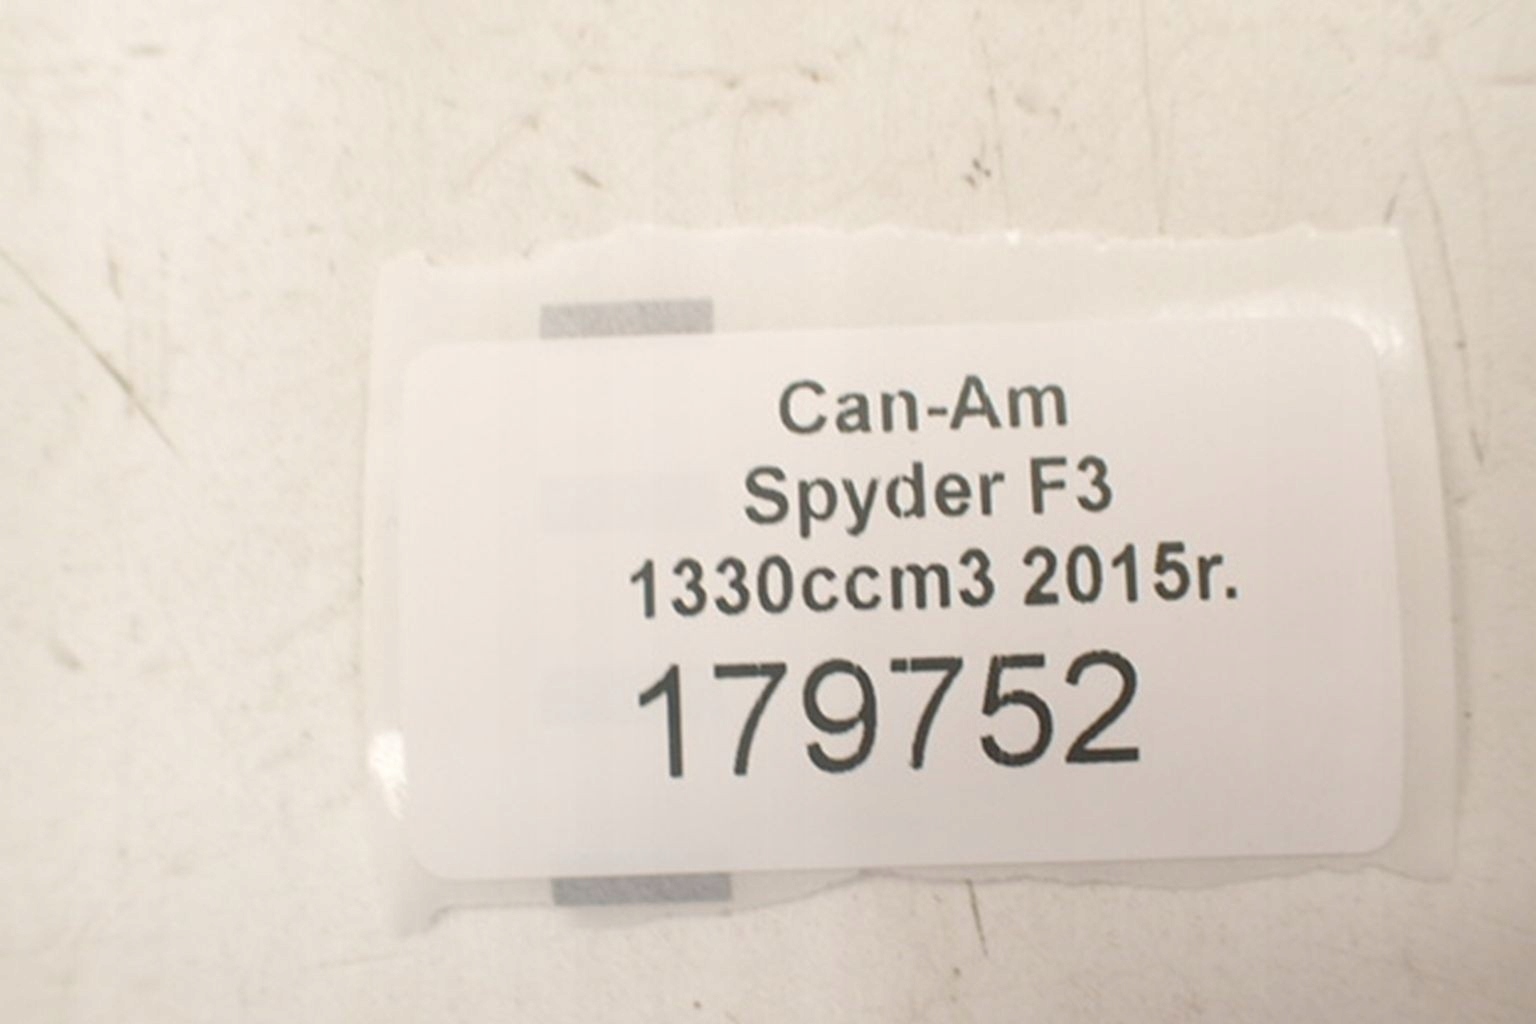 Can-Am
Spyder F3
1330ccm3 2015r.
179752